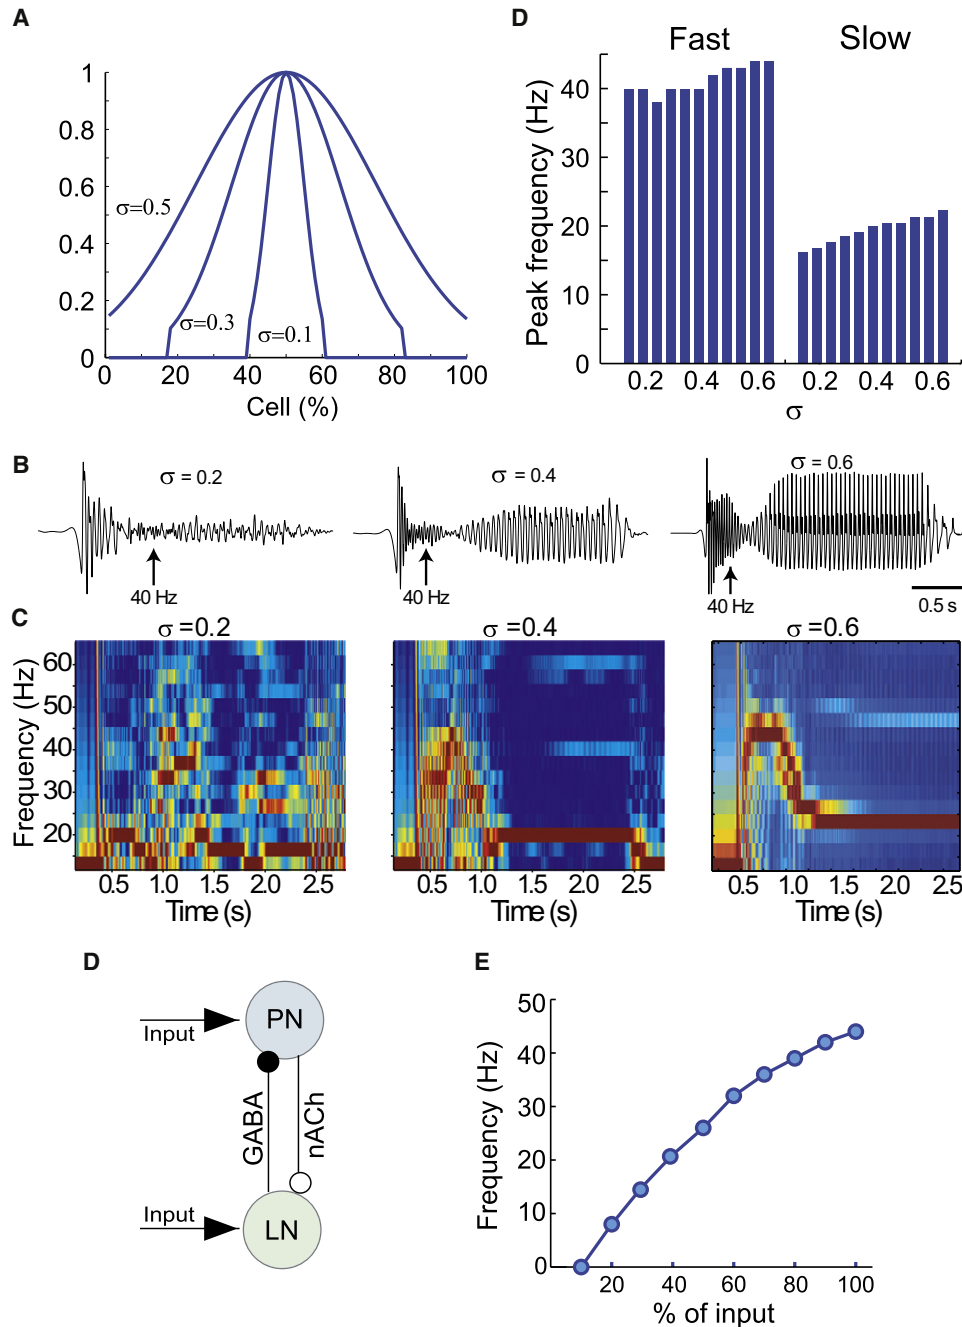 A
1
0.8
0.6
0.4
0.2
0
σ=0.5
σ=0.3
σ=0.1
0 20 40 60 80 100
Cell (%)
D
Fast Slow
Peak frequency (Hz)
40
30
20
10
0
0.2 0.4 0.6 0.2 0.4 0.6
σ
B
σ = 0.2
σ = 0.4
σ = 0.6
40 Hz
40 Hz
40 Hz
0.5 s
C
σ =0.2
σ =0.4
σ =0.6
Frequency (Hz)
60
50
40
30
20
0.5 1.0 1.5 2.0 2.5
Time (s)
0.5 1.0 1.5 2.0 2.5
Time (s)
0.5 1.0 1.5 2.0 2.5
Time (s)
D
PN
Input
GABA
nACh
Input
LN
E
Frequency (Hz)
50
40
30
20
10
0
20 40 60 80 100
% of input